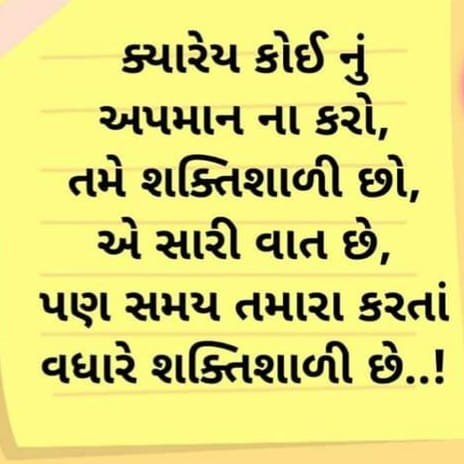 ક્યારેય કોઈ નું
અપમાન ના કરો,
તમે શક્તિશાળી છો,
એ સારી વાત છે,
પણ સમય તમારા કરતાં
વધારે શક્તિશાળી છે..!